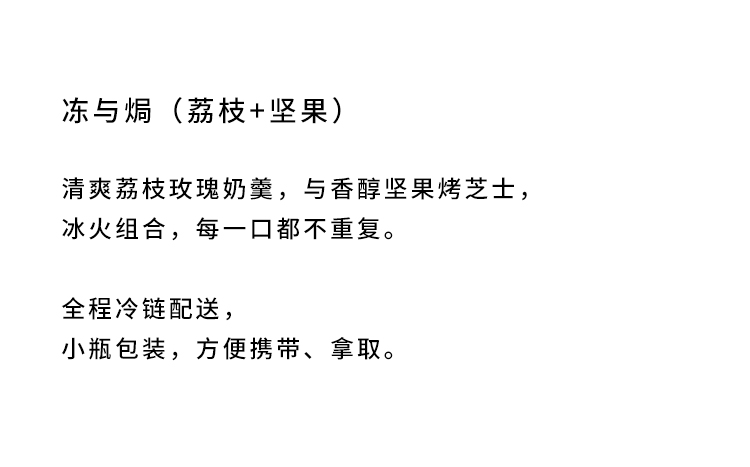 冻与焗（荔枝+坚果）
清爽荔枝玫瑰奶羹，与香醇坚果烤芝士，
冰火组合，每一口都不重复。
全程冷链配送，
小瓶包装，方便携带、拿取。